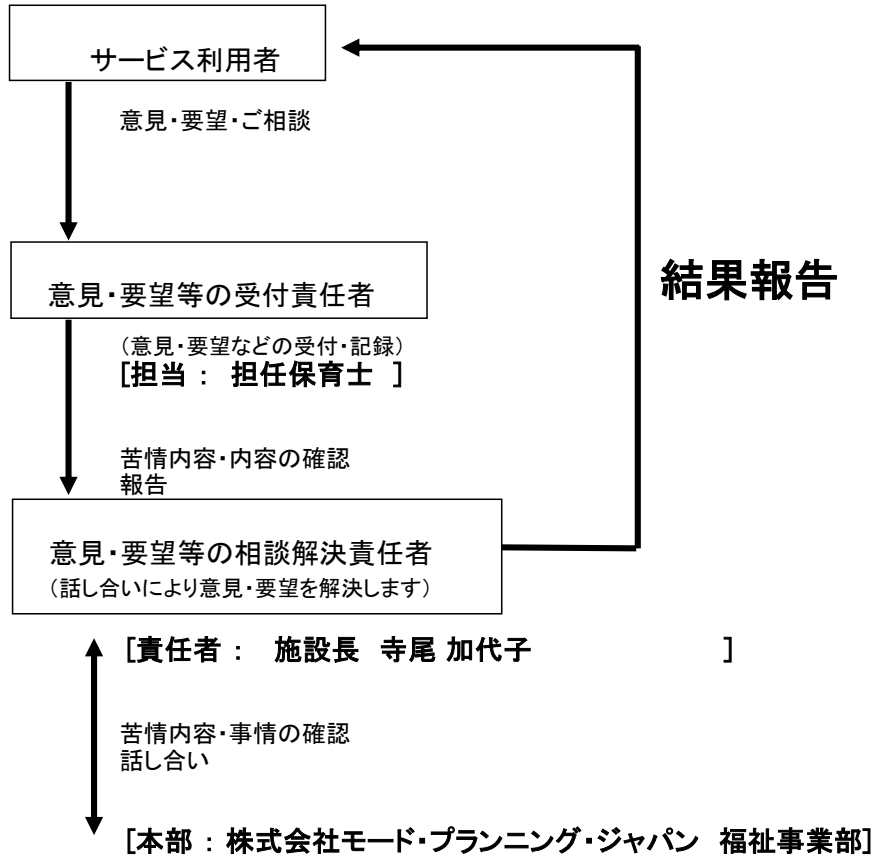 サービス利用者
意見・要望・ご相談
意見・要望等の受付責任者
（意見・要望などの受付・記録）
[担当 ： 担任保育士 ]
苦情内容・内容の確認
報告
意見・要望等の相談解決責任者
（話し合いにより意見・要望を解決します）
[責任者 ： 施設長 寺尾 加代子 ]
苦情内容・事情の確認
話し合い
[本部 ： 株式会社モード・プランニング・ジャパン 福祉事業部]
結果報告